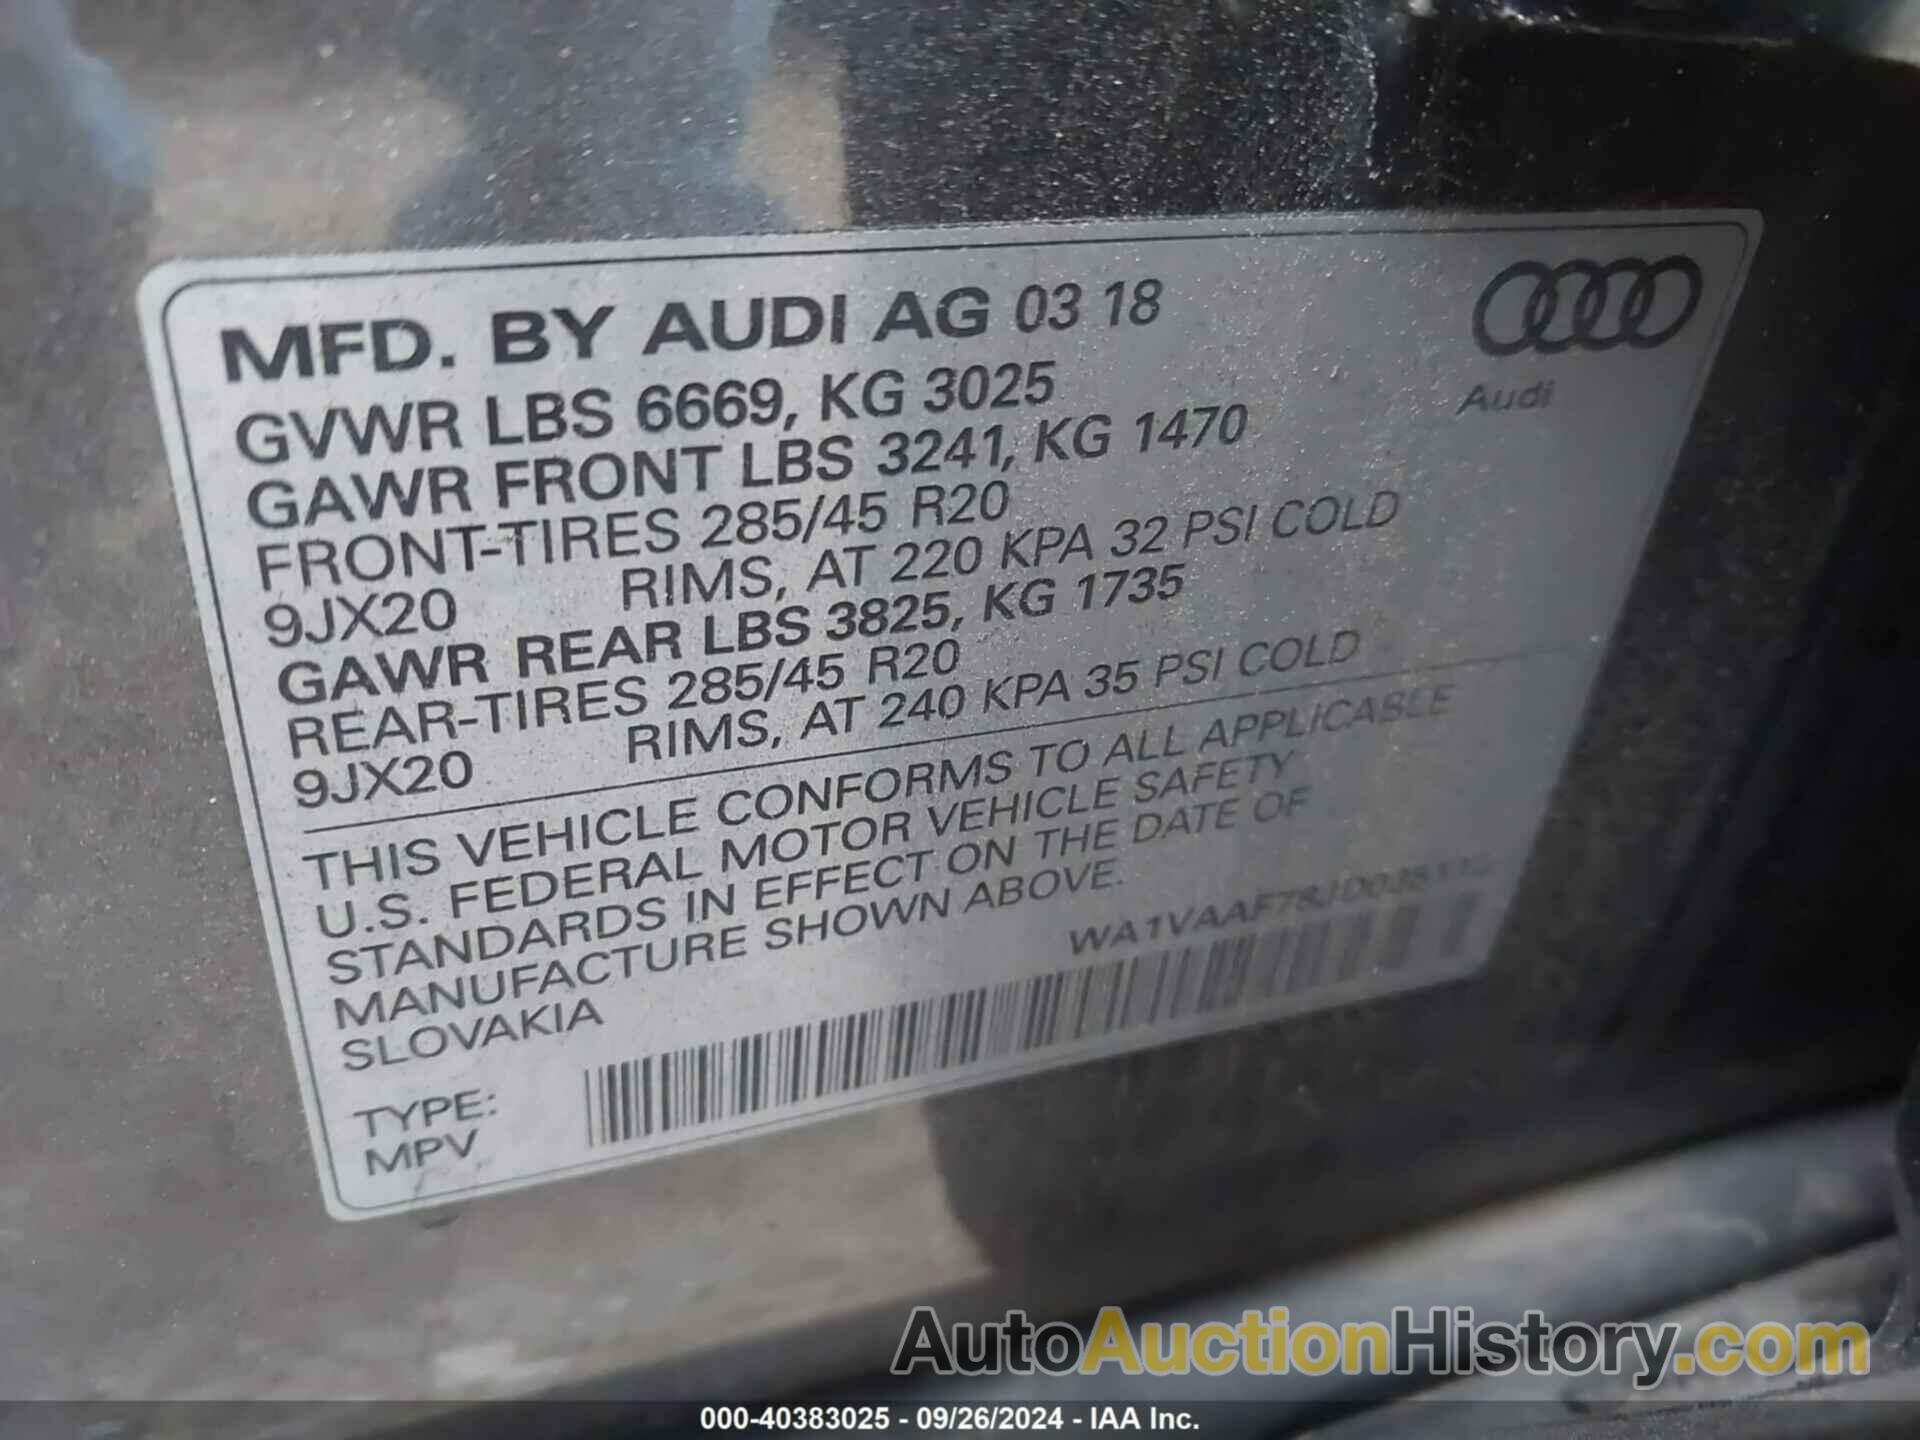 MFD. BY AUDI AG 03 18
Audi
GVWR LBS 6669, KG 3025
GAWR FRONT LBS 3241, KG 1470
FRONT-TIRES 285/45 R20
9JX20 RIMS, AT 220 KPA 32 PSI COLD
GAWR REAR LBS 3825, KG 1735
REAR-TIRES 285/45 R20
9JX20 RIMS, AT 240 KPA 35 PSI COLD
THIS VEHICLE CONFORMS TO ALL APPLICABLE
U.S. FEDERAL MOTOR VEHICLE SAFETY
STANDARDS IN EFFECT ON THE DATE OF
MANUFACTURE SHOWN ABOVE.
SLOVAKIA
TYPE:
MPV
AutoAuctionHistory.com
000-40383025 - 09/26/2024 - IAA Inc.